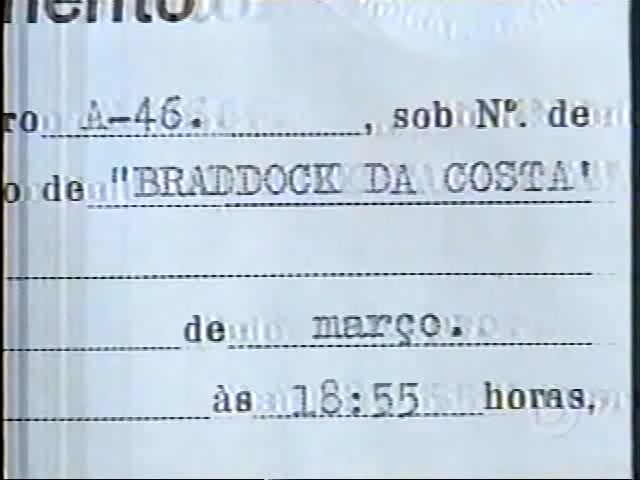 mento
ro A-46. , sob Nº. de
o de "BRADDOCK DA COSTA"
de março.
às 18:55 horas,